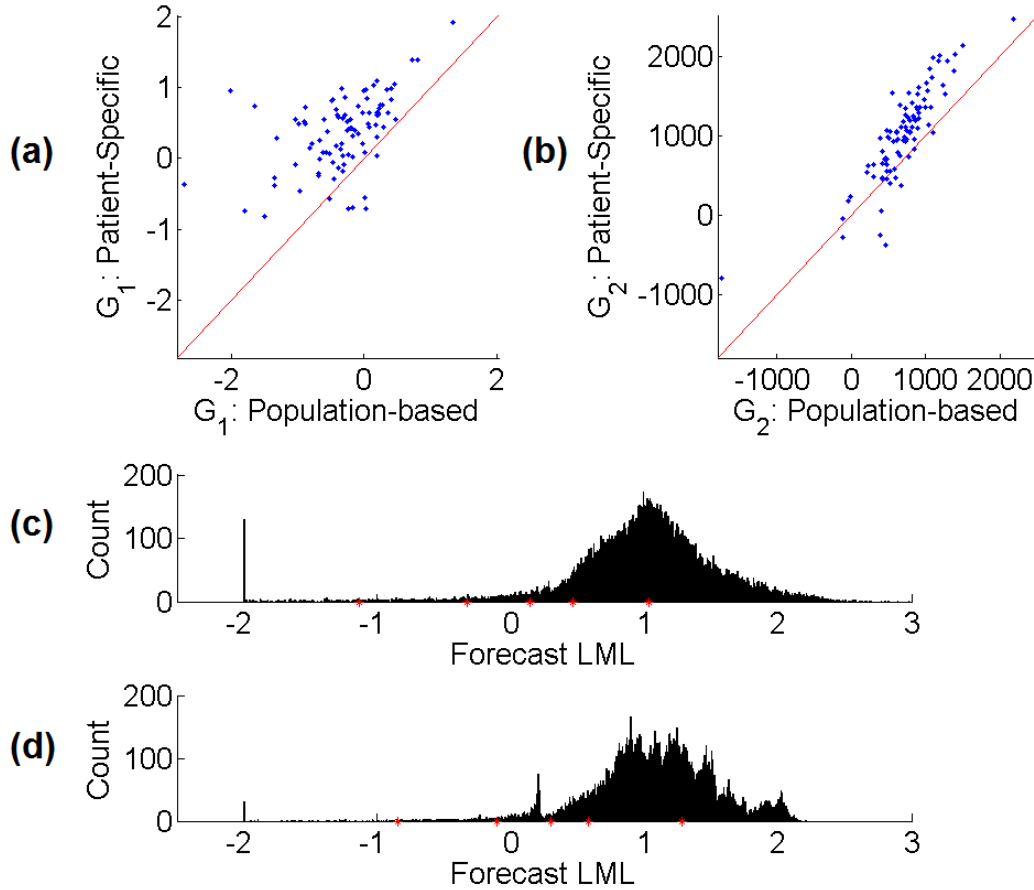 (a)
G1: Patient-Specific
2
1
0
-1
-2
-2 0 2
G1: Population-based
(b)
G2: Patient-Specific
2000
1000
0
-1000
-1000 0 1000 2000
G2: Population-based
(c)
Count
200
100
0
-2 -1 0 1 2 3
Forecast LML
(d)
Count
200
100
0
-2 -1 0 1 2 3
Forecast LML